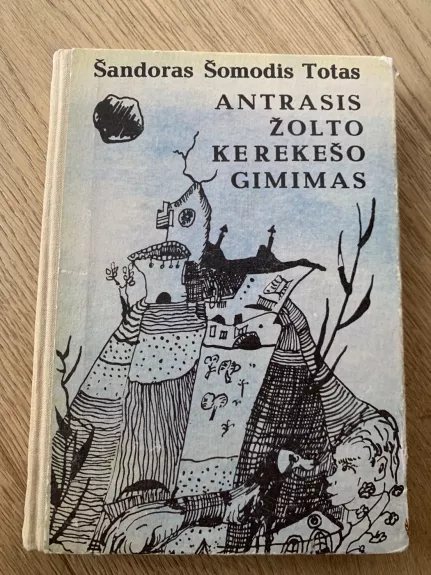 Šandoras Šomodis Totas
ANTRASIS
ŽOLTO
KEREKEŠO
GIMIMAS